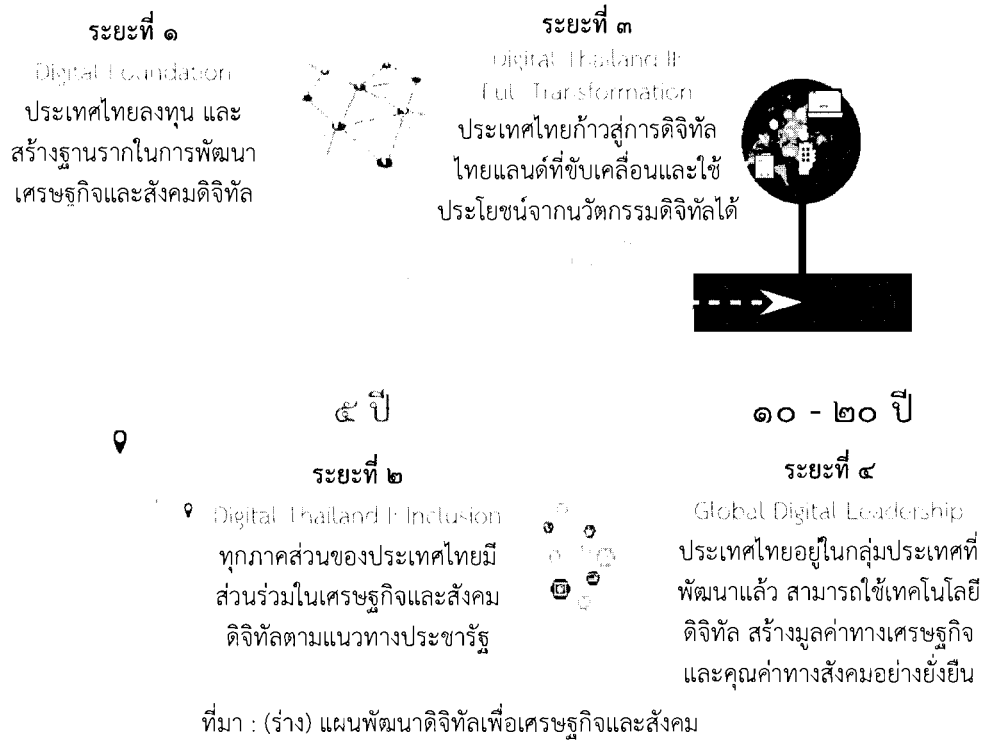 ระยะที่ ๑
Digital Foundation
ประเทศไทยลงทุน และ
สร้างฐานรากในการพัฒนา
เศรษฐกิจและสังคมดิจิทัล
ระยะที่ ๓
Digital Thailand II:
Full Transformation
ประเทศไทยก้าวสู่การดิจิทัล
ไทยแลนด์ที่ขับเคลื่อนและใช้
ประโยชน์จากนวัตกรรมดิจิทัลได้
๕ ปี
ระยะที่ ๒
Digital Thailand I: Inclusion
ทุกภาคส่วนของประเทศไทยมี
ส่วนร่วมในเศรษฐกิจและสังคม
ดิจิทัลตามแนวทางประชารัฐ
๑๐ - ๒๐ ปี
ระยะที่ ๔
Global Digital Leadership
ประเทศไทยอยู่ในกลุ่มประเทศที่
พัฒนาแล้ว สามารถใช้เทคโนโลยี
ดิจิทัล สร้างมูลค่าทางเศรษฐกิจ
และคุณค่าทางสังคมอย่างยั่งยืน
ที่มา : (ร่าง) แผนพัฒนาดิจิทัลเพื่อเศรษฐกิจและสังคม